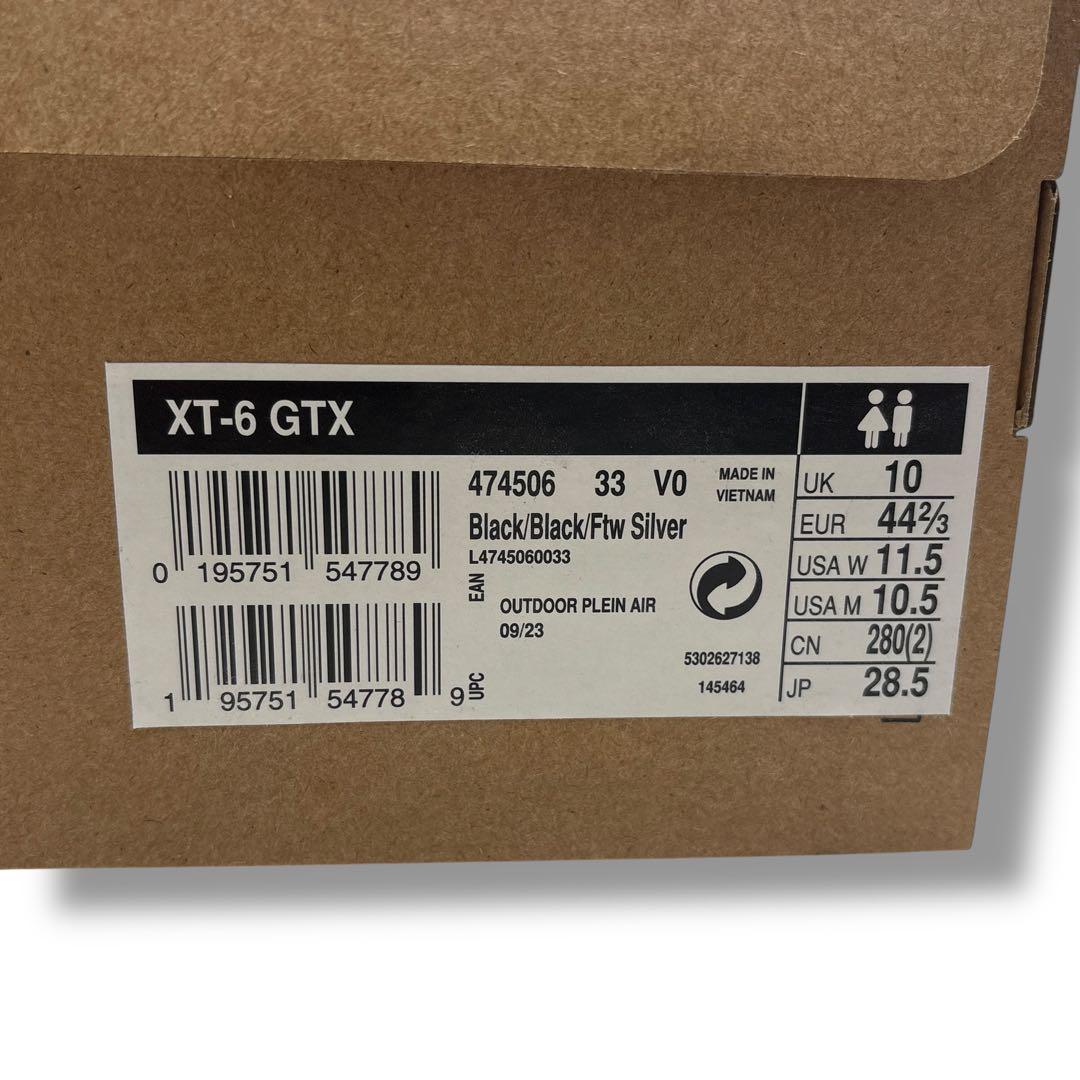 XT-6 GTX
474506 33 V0
MADE IN
VIETNAM
Black/Black/Ftw Silver
L4745060033
0 195751 547789
EAN
OUTDOOR PLEIN AIR
09/23
5302627138
145464
1 95751 54778 9
UPC
UK 10
EUR 44⅔
USA W 11.5
USA M 10.5
CN 280(2)
JP 28.5